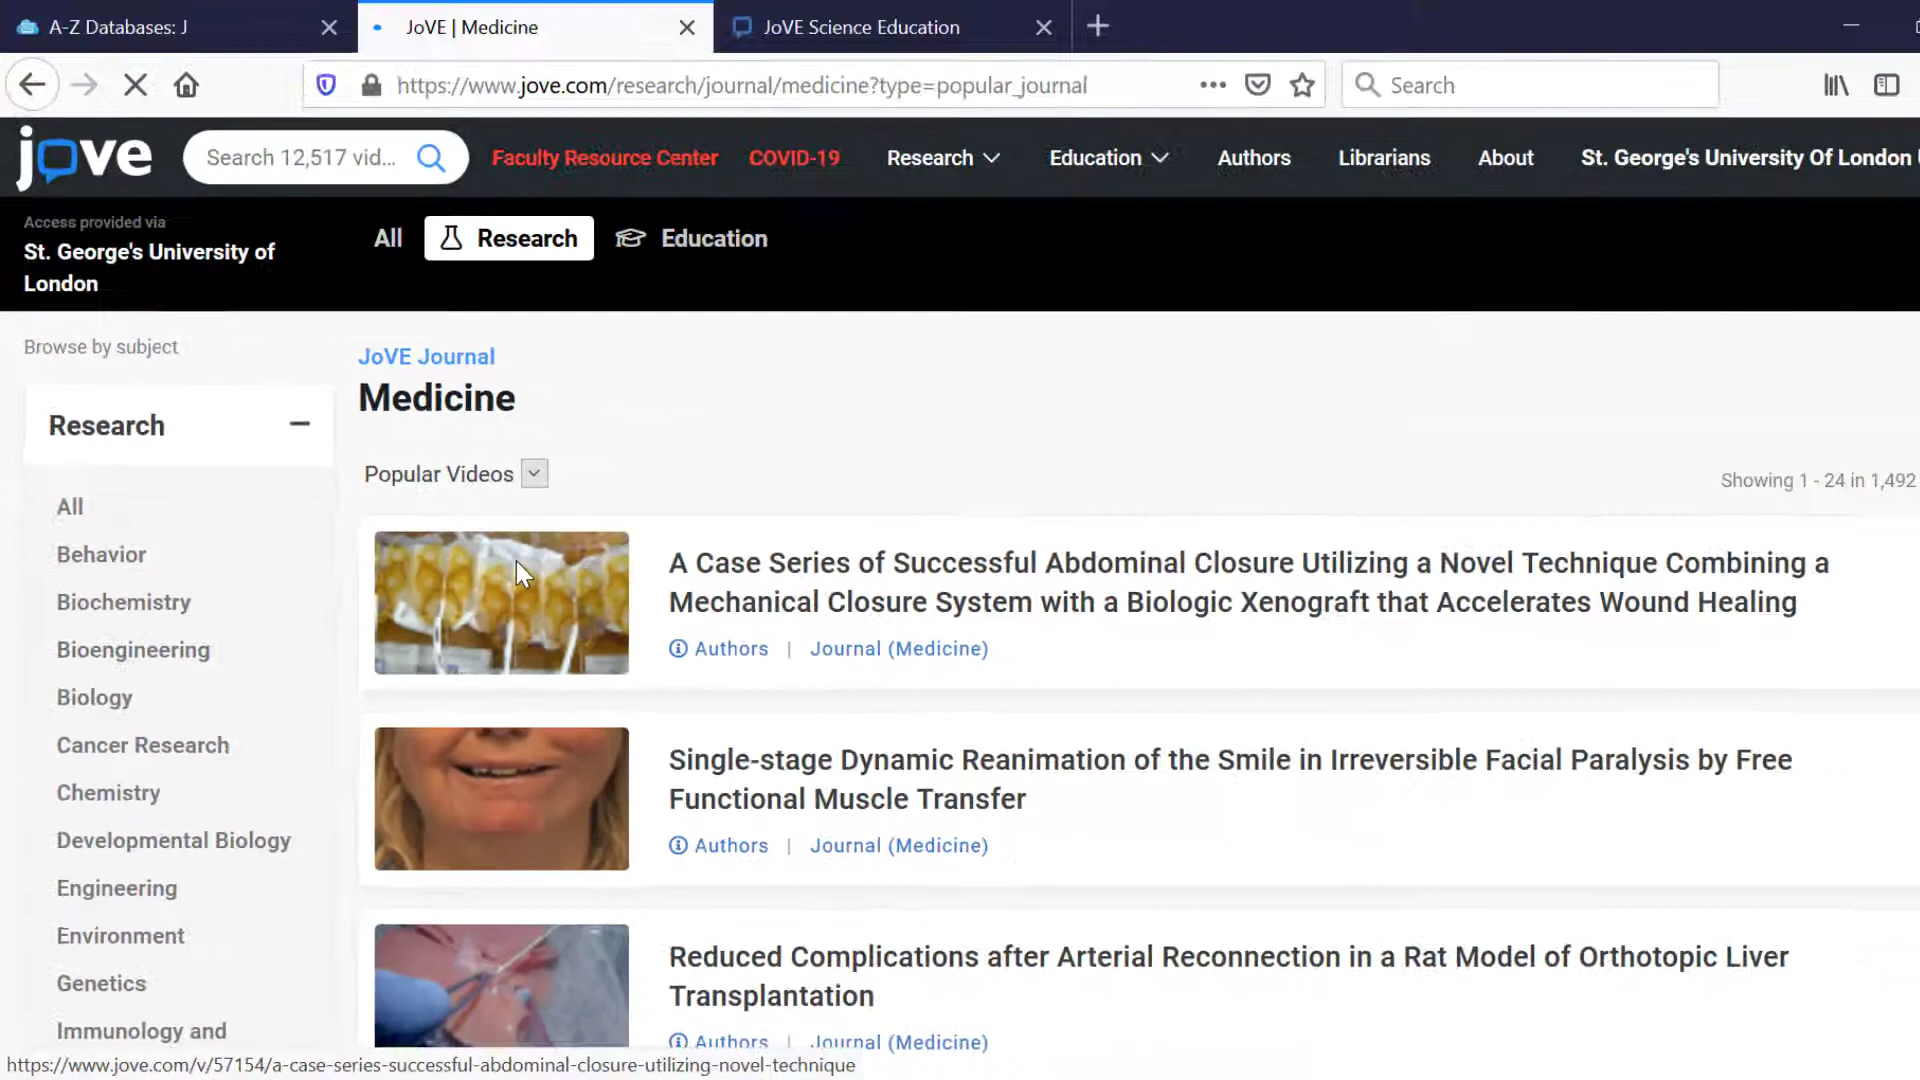 A-Z Databases: J
JoVE | Medicine
JoVE Science Education
https://www.jove.com/research/journal/medicine?type=popular_journal
Search
jove
Search 12,517 vid...
Faculty Resource Center
COVID-19
Research
Education
Authors
Librarians
About
St. George's University Of London
Access provided via
St. George's University of
London
All
Research
Education
Browse by subject
JoVE Journal
Medicine
Research
Popular Videos
Showing 1 - 24 in 1,492
All
Behavior
Biochemistry
Bioengineering
Biology
Cancer Research
Chemistry
Developmental Biology
Engineering
Environment
Genetics
Immunology and
A Case Series of Successful Abdominal Closure Utilizing a Novel Technique Combining a
Mechanical Closure System with a Biologic Xenograft that Accelerates Wound Healing
Authors | Journal (Medicine)
Single-stage Dynamic Reanimation of the Smile in Irreversible Facial Paralysis by Free
Functional Muscle Transfer
Authors | Journal (Medicine)
Reduced Complications after Arterial Reconnection in a Rat Model of Orthotopic Liver
Transplantation
Authors | Journal (Medicine)
https://www.jove.com/v/57154/a-case-series-successful-abdominal-closure-utilizing-novel-technique